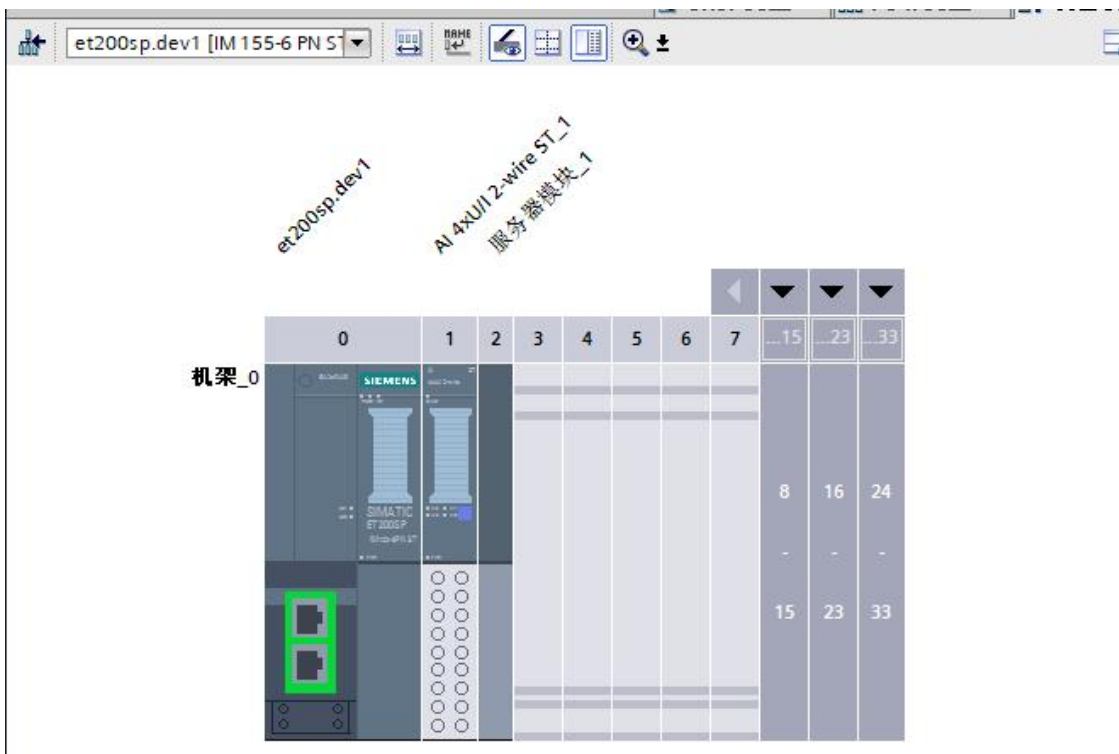 et200sp.dev1 [IM 155-6 PN ST
NAME
et200sp.dev1
AI 4xU/I 2-wire ST_1
服务器模块_1
0 1 2 3 4 5 6 7 ...15 ...23 ...33
机架_0
SIEMENS
8 16 24
SIMATIC
ET200SP
- - -
15 23 33